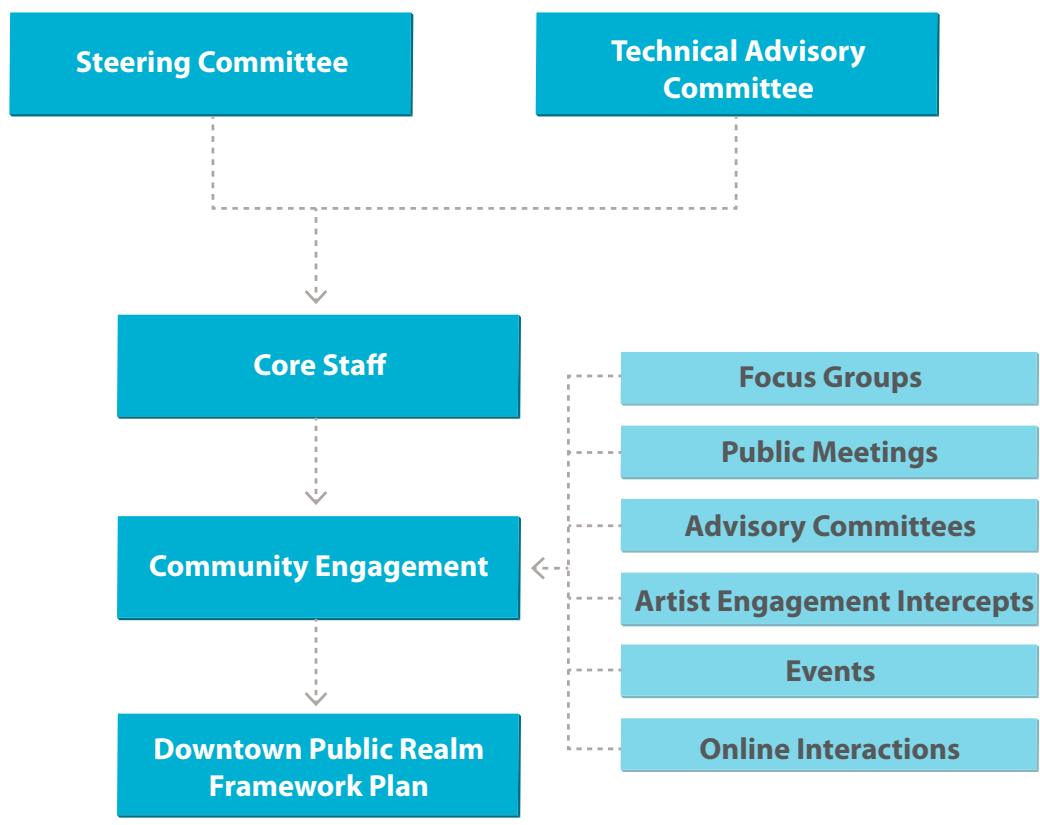 Steering Committee
Technical Advisory
Committee
Core Staff
Focus Groups
Public Meetings
Advisory Committees
Community Engagement
Artist Engagement Intercepts
Events
Downtown Public Realm
Framework Plan
Online Interactions